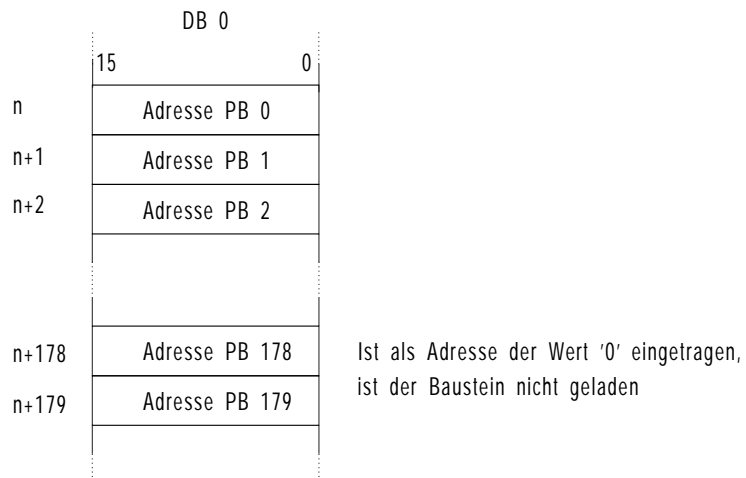 DB 0
15 0
n Adresse PB 0
n+1 Adresse PB 1
n+2 Adresse PB 2
n+178 Adresse PB 178 Ist als Adresse der Wert '0' eingetragen,
n+179 Adresse PB 179 ist der Baustein nicht geladen